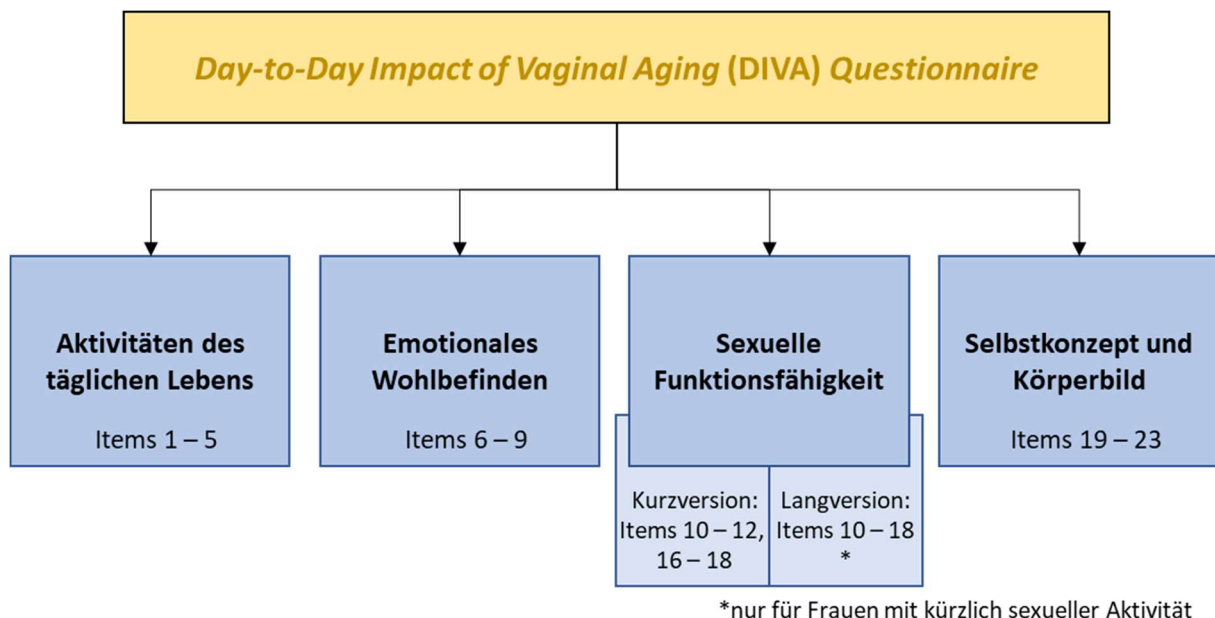 Day-to-Day Impact of Vaginal Aging (DIVA) Questionnaire
Aktivitäten des
täglichen Lebens
Items 1 – 5
Emotionales
Wohlbefinden
Items 6 – 9
Sexuelle
Funktionsfähigkeit
Kurzversion:
Items 10 – 12,
16 – 18
Langversion:
Items 10 – 18
*
Selbstkonzept und
Körperbild
Items 19 – 23
*nur für Frauen mit kürzlich sexueller Aktivität